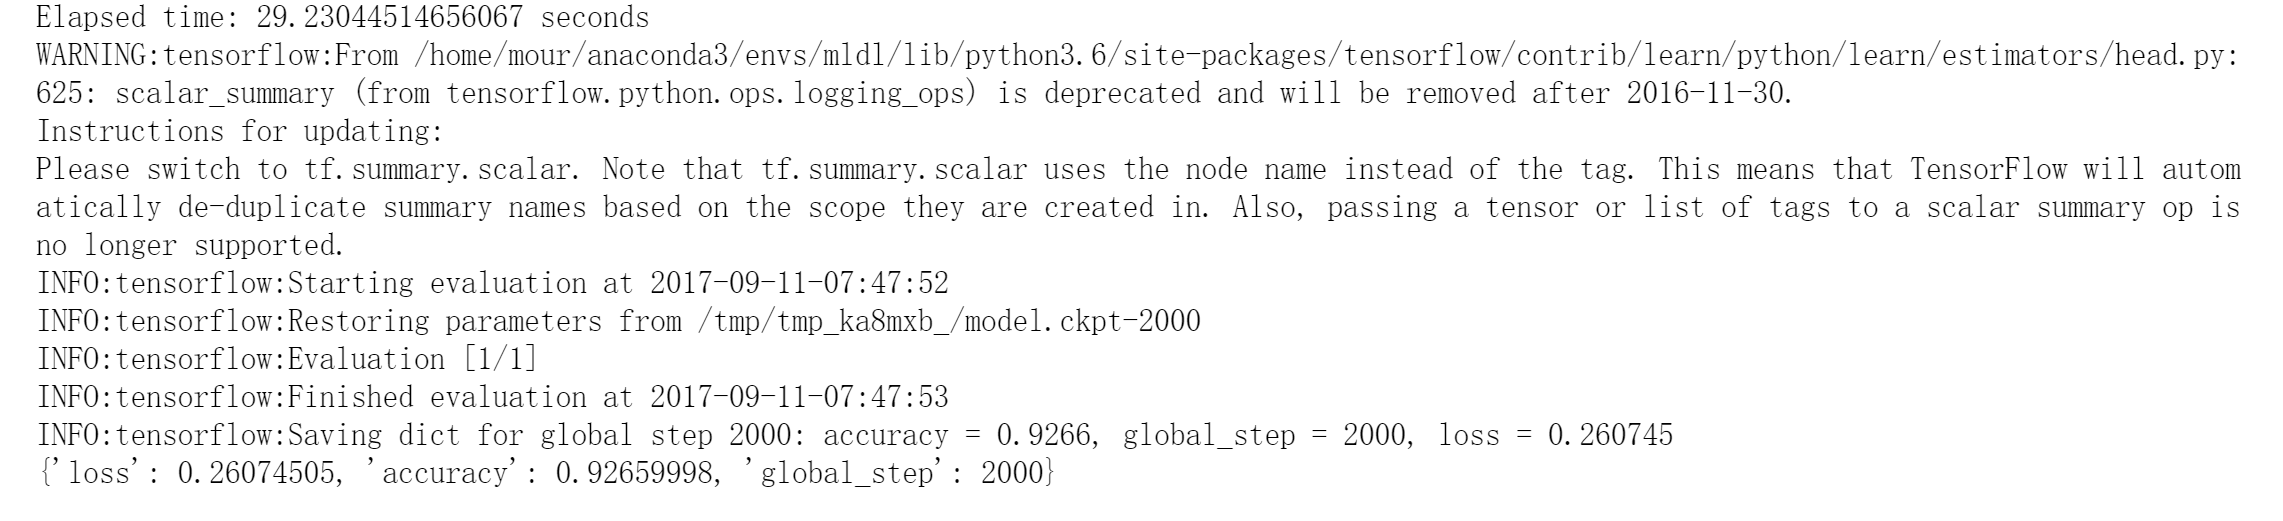 Elapsed time: 29.23044514656067 seconds
WARNING:tensorflow:From /home/mour/anaconda3/envs/mldl/lib/python3.6/site-packages/tensorflow/contrib/learn/python/learn/estimators/head.py:
625: scalar_summary (from tensorflow.python.ops.logging_ops) is deprecated and will be removed after 2016-11-30.
Instructions for updating:
Please switch to tf.summary.scalar. Note that tf.summary.scalar uses the node name instead of the tag. This means that TensorFlow will autom
atically de-duplicate summary names based on the scope they are created in. Also, passing a tensor or list of tags to a scalar summary op is
no longer supported.
INFO:tensorflow:Starting evaluation at 2017-09-11-07:47:52
INFO:tensorflow:Restoring parameters from /tmp/tmp_ka8mxb_/model.ckpt-2000
INFO:tensorflow:Evaluation [1/1]
INFO:tensorflow:Finished evaluation at 2017-09-11-07:47:53
INFO:tensorflow:Saving dict for global step 2000: accuracy = 0.9266, global_step = 2000, loss = 0.260745
{'loss': 0.26074505, 'accuracy': 0.92659998, 'global_step': 2000}